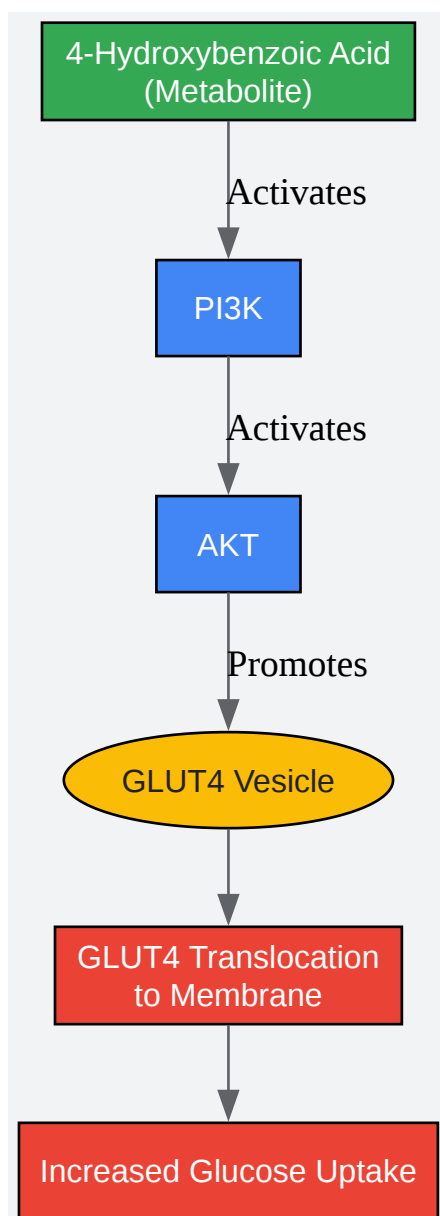 4-Hydroxybenzoic Acid
(Metabolite)
Activates
PI3K
Activates
AKT
Promotes
GLUT4 Vesicle
GLUT4 Translocation
to Membrane
Increased Glucose Uptake